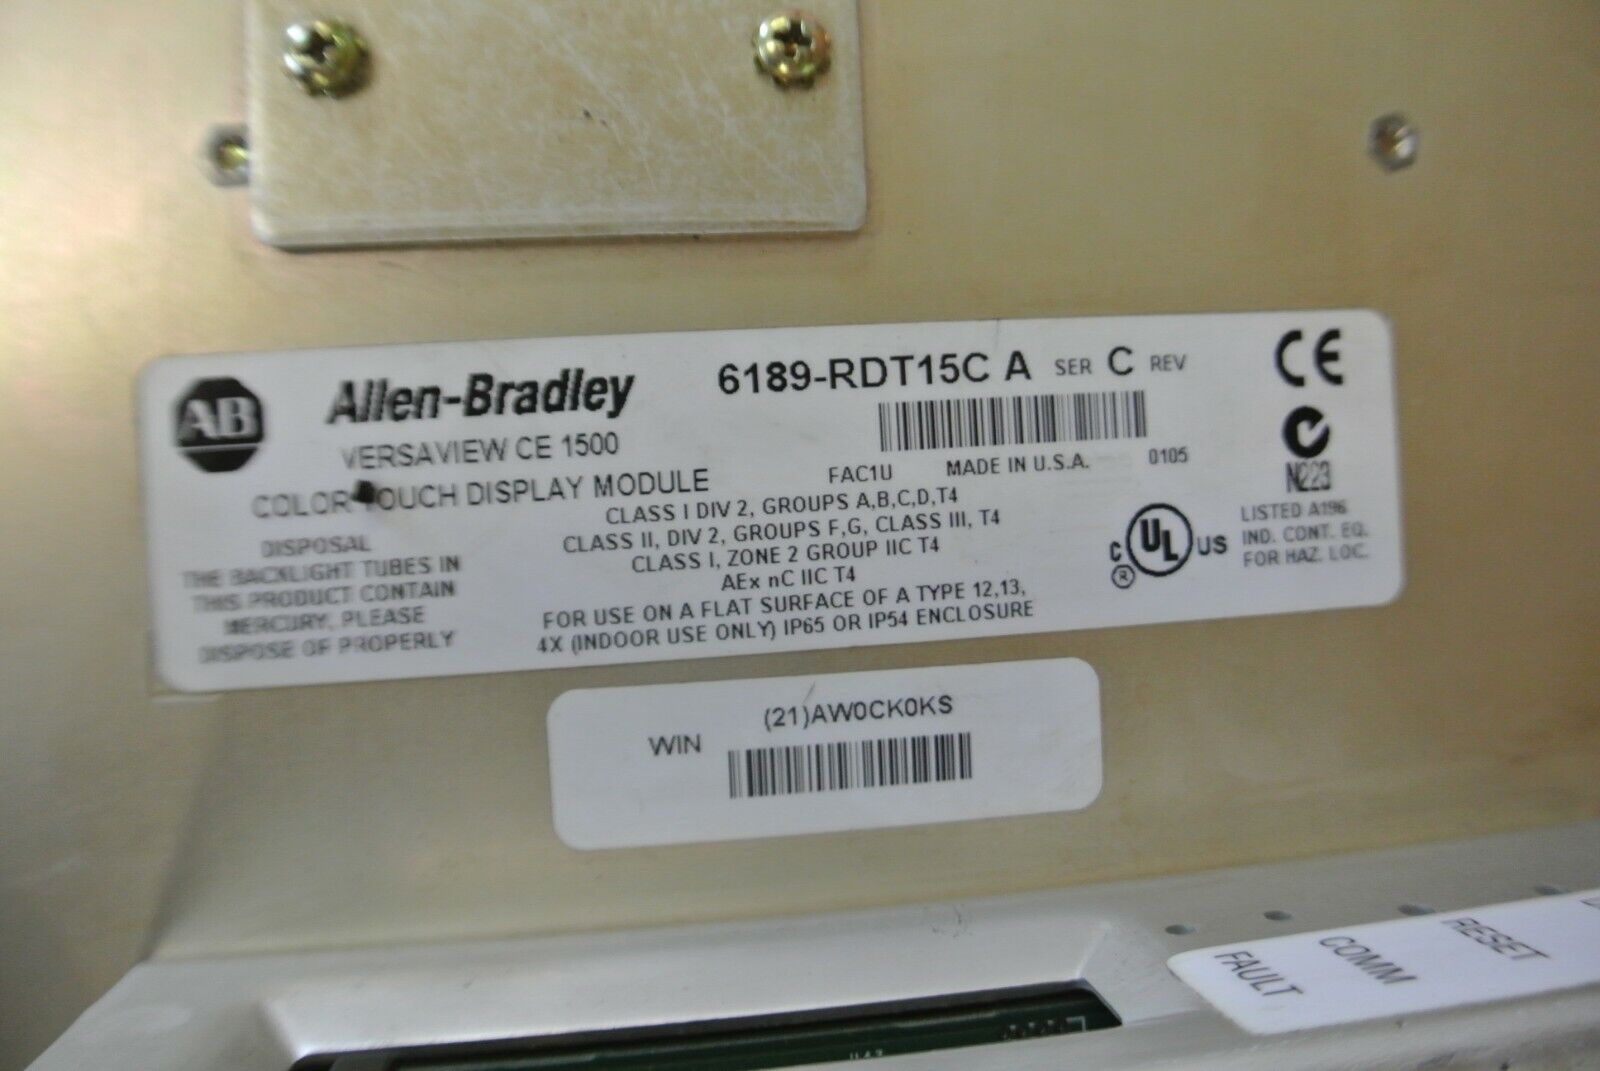 AB Allen-Bradley 6189-RDT15C A SER C REV CE
VERSAVIEW CE 1500
COLOR TOUCH DISPLAY MODULE
FAC1U MADE IN U.S.A. 0105
N223
CLASS I DIV 2, GROUPS A,B,C,D,T4
CLASS II, DIV 2, GROUPS F,G, CLASS III, T4
CLASS I, ZONE 2 GROUP IIC T4
AEx nC IIC T4
FOR USE ON A FLAT SURFACE OF A TYPE 12,13,
4X (INDOOR USE ONLY) IP65 OR IP54 ENCLOSURE
DISPOSAL
THE BACKLIGHT TUBES IN
THIS PRODUCT CONTAIN
MERCURY, PLEASE
DISPOSE OF PROPERLY
C UL US
®
LISTED A196
IND. CONT. EQ.
FOR HAZ. LOC.
(21)AW0CK0KS
WIN
FAULT
COMM
RESET